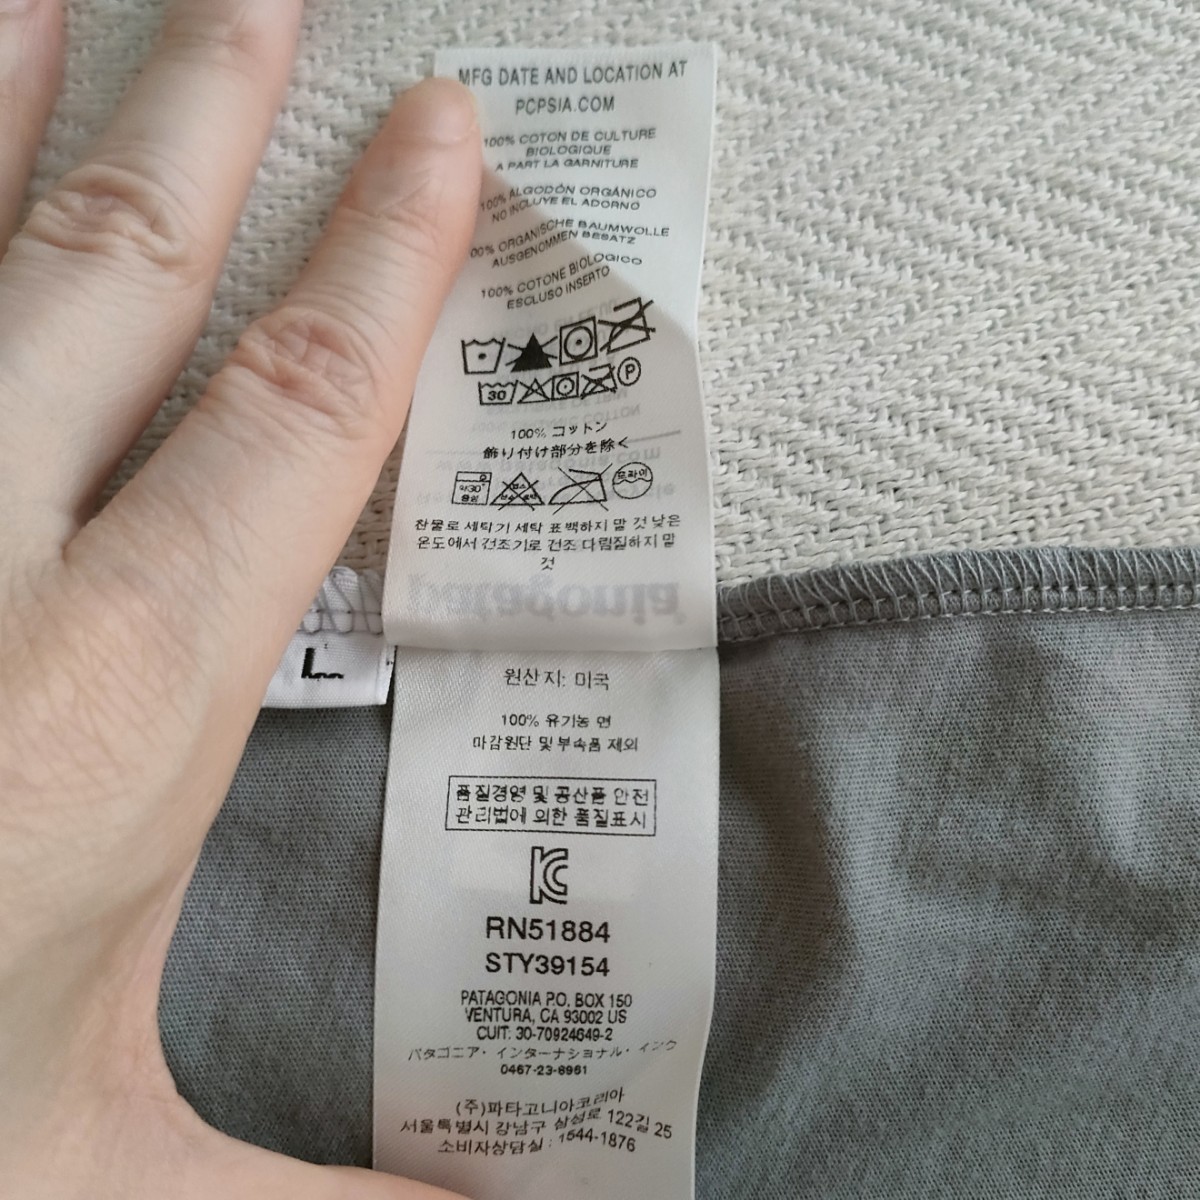 MFG DATE AND LOCATION AT
PCPSIA.COM
100% COTON DE CULTURE
BIOLOGIQUE
A PART LA GARNITURE
100% ALGODÓN ORGÁNICO
NO INCLUYE EL ADORNO
00% ORGANISCHE BAUMWOLLE
AUSGENOMMEN BESATZ
100% COTONE BIOLOGICO
ESCLUSO INSERTO
30
P
100% コットン
飾り付け部分を除く
약30°
중성
드라이
찬물로 세탁기 세탁 표백하지 말 것 낮은
온도에서 건조기로 건조 다림질하지 말
것
patagonia
L
원산지: 미국
100% 유기농 면
마감원단 및 부속품 제외
품질경영 및 공산품 안전
관리법에 의한 품질표시
RN51884
STY39154
PATAGONIA P.O. BOX 150
VENTURA, CA 93002 US
CUIT: 30-70924649-2
パタゴニア・インターナショナル・インク
0467-23-8961
(주)파타고니아코리아
서울특별시 강남구 삼성로 122길 25
소비자상담실 : 1544-1876